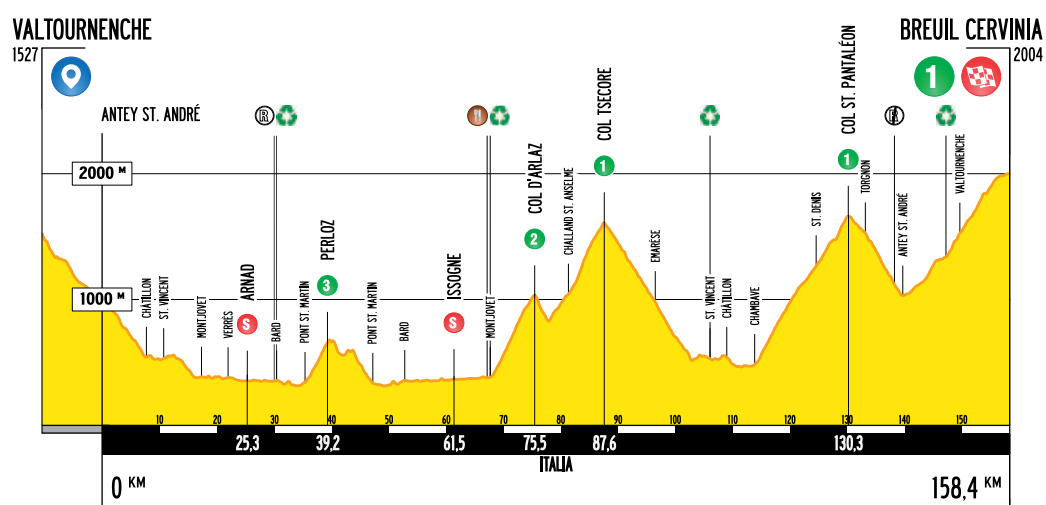 VALTOURNENCHE
1527
BREUIL CERVINIA
2004
1
ANTEY ST. ANDRÉ
R
R
2000 M
1000 M
CHÂTILLON
ST. VINCENT
MONTJOVET
VERRÈS
ARNAD
S
BARD
PONT ST. MARTIN
PERLOZ
3
PONT ST. MARTIN
BARD
ISSOGNE
S
MONTJOVET
COL D'ARLAZ
2
CHALLAND ST. ANSELME
COL TSECORE
1
EMARÈSE
ST. VINCENT
CHÂTILLON
CHAMBAVE
ST. DENIS
COL ST. PANTALÉON
1
TORGNON
ANTEY ST. ANDRÉ
VALTOURNENCHE
10 20 30 40 50 60 70 80 90 100 110 120 130 140 150
25,3 39,2 61,5 75,5 87,6 130,3
ITALIA
0 KM
158,4 KM